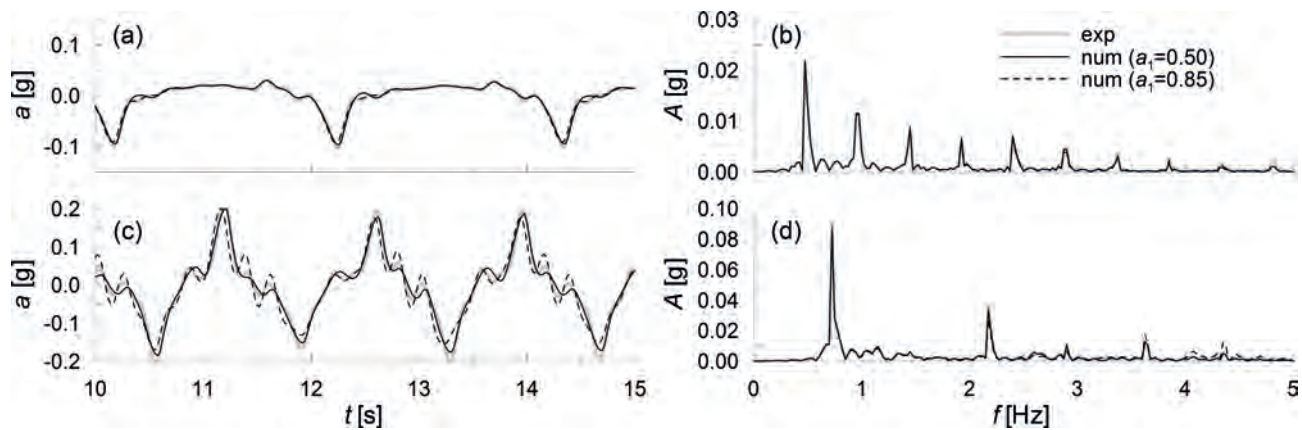 (a)
0.1
0.0
-0.1
a [g]
(b)
0.03
0.02
0.01
0.00
A [g]
exp
num (a₁=0.50)
num (a₁=0.85)
(c)
0.2
0.1
0.0
-0.1
-0.2
a [g]
10 11 12 13 14 15
t [s]
(d)
0.10
0.08
0.06
0.04
0.02
0.00
A [g]
0 1 2 3 4 5
f [Hz]